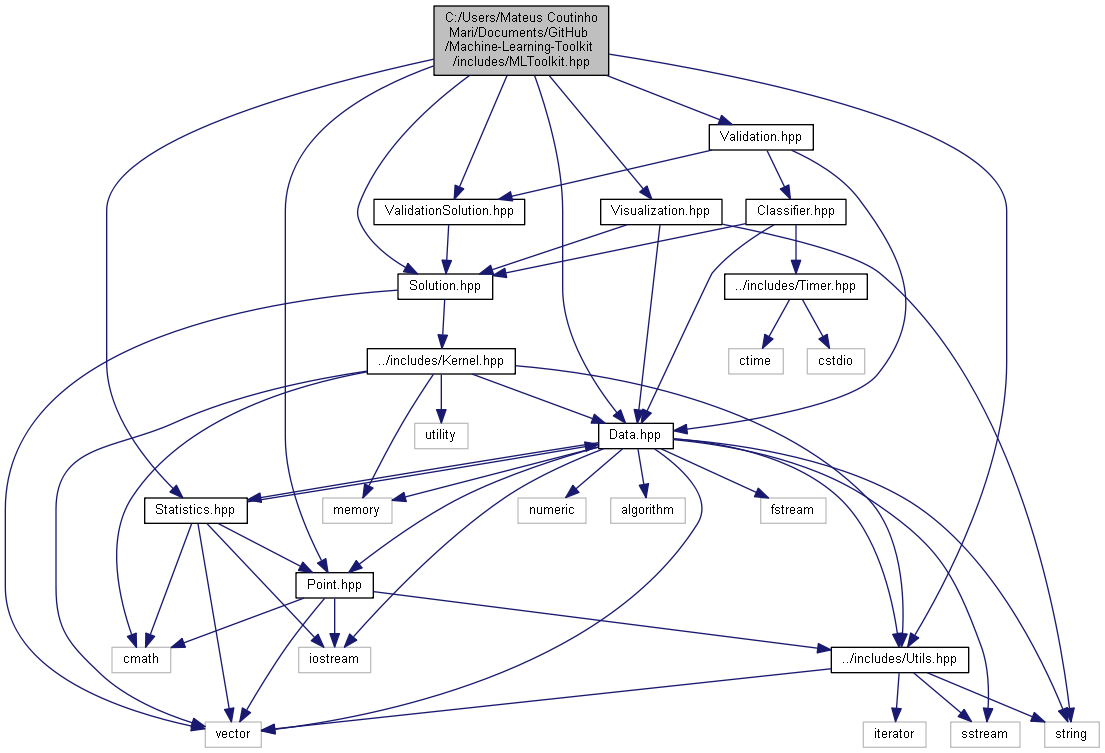 C:/Users/Mateus Coutinho
Mari/Documents/GitHub
/Machine-Learning-Toolkit
/includes/MLToolkit.hpp
Validation.hpp
ValidationSolution.hpp
Visualization.hpp
Classifier.hpp
Solution.hpp
../includes/Timer.hpp
../includes/Kernel.hpp
ctime
cstdio
utility
Data.hpp
Statistics.hpp
memory
numeric
algorithm
fstream
Point.hpp
cmath
iostream
../includes/Utils.hpp
vector
iterator
sstream
string